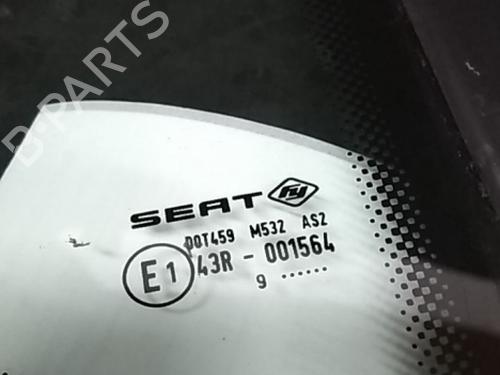 SEAT
DOT459 M532 AS2
E1
43R - 001564
9 ......
B-PARTS